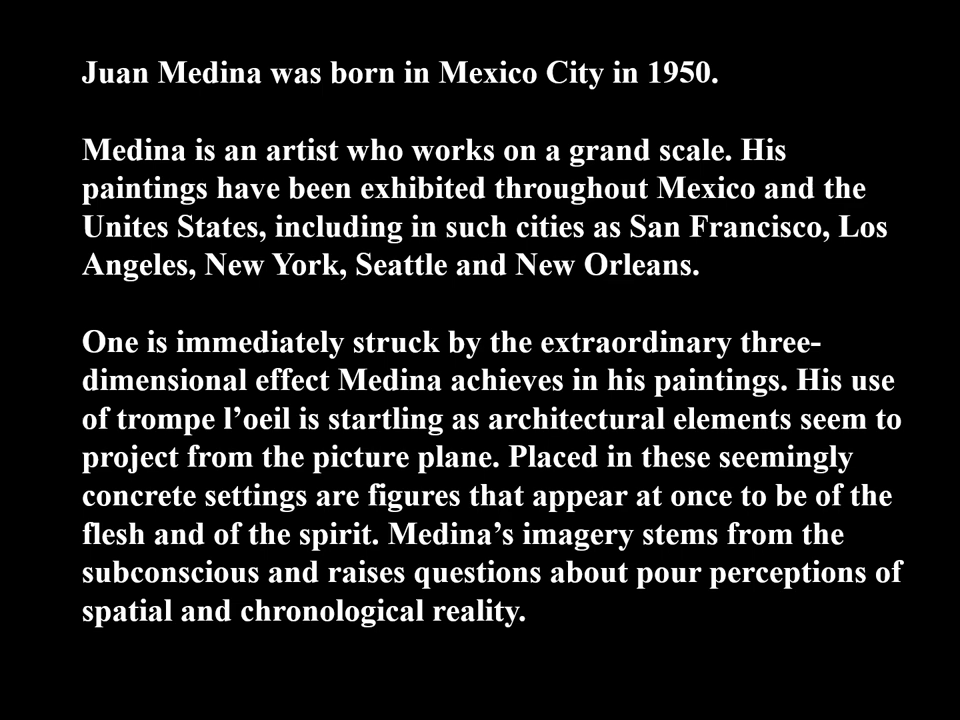 Juan Medina was born in Mexico City in 1950.
Medina is an artist who works on a grand scale. His
paintings have been exhibited throughout Mexico and the
Unites States, including in such cities as San Francisco, Los
Angeles, New York, Seattle and New Orleans.
One is immediately struck by the extraordinary three-
dimensional effect Medina achieves in his paintings. His use
of trompe l’oeil is startling as architectural elements seem to
project from the picture plane. Placed in these seemingly
concrete settings are figures that appear at once to be of the
flesh and of the spirit. Medina’s imagery stems from the
subconscious and raises questions about pour perceptions of
spatial and chronological reality.